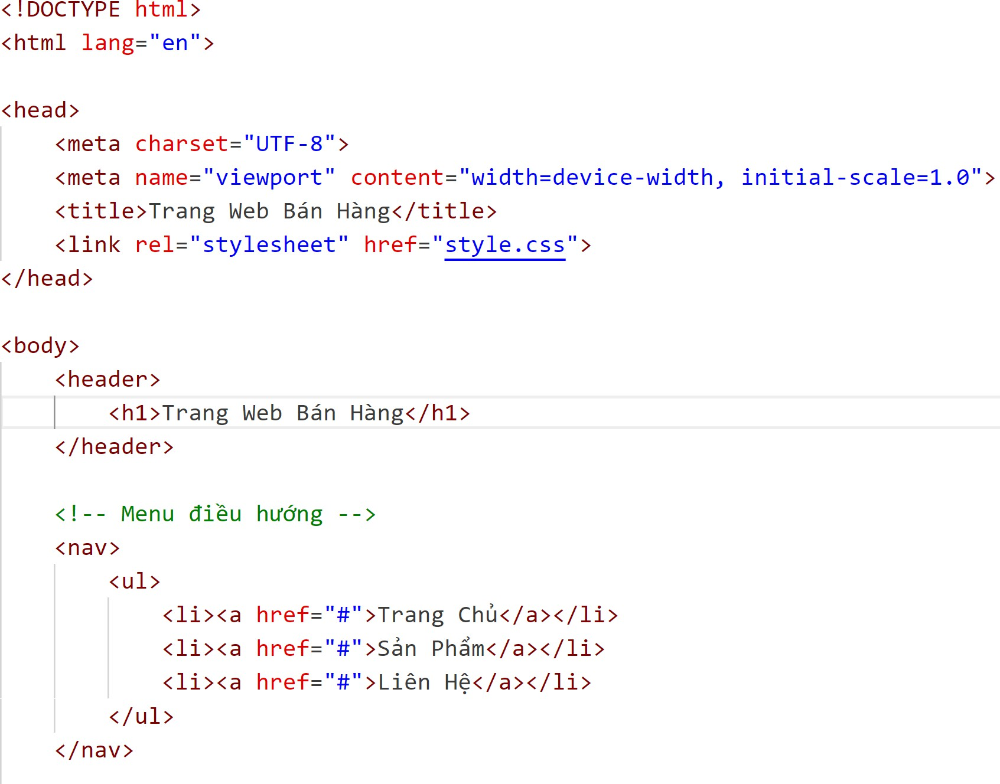 <!DOCTYPE html>
<html lang="en">
<head>
<meta charset="UTF-8">
<meta name="viewport" content="width=device-width, initial-scale=1.0">
<title>Trang Web Bán Hàng</title>
<link rel="stylesheet" href="style.css">
</head>
<body>
<header>
<h1>Trang Web Bán Hàng</h1>
</header>
<!-- Menu điều hướng -->
<nav>
<ul>
<li><a href="#">Trang Chủ</a></li>
<li><a href="#">Sản Phẩm</a></li>
<li><a href="#">Liên Hệ</a></li>
</ul>
</nav>